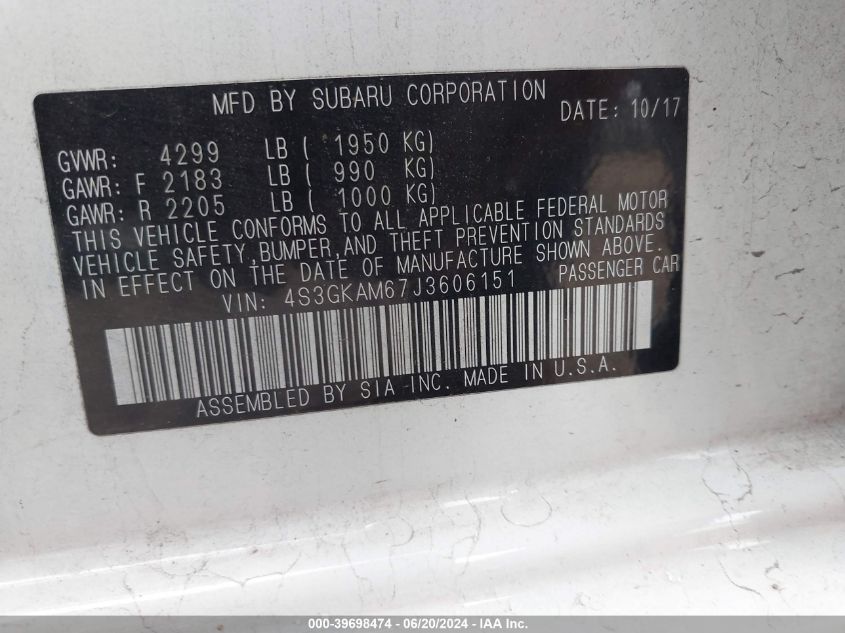 MFD BY SUBARU CORPORATION
DATE: 10/17
GVWR: 4299 LB ( 1950 KG)
GAWR: F 2183 LB ( 990 KG)
GAWR: R 2205 LB ( 1000 KG)
THIS VEHICLE CONFORMS TO ALL APPLICABLE FEDERAL MOTOR
VEHICLE SAFETY,BUMPER,AND THEFT PREVENTION STANDARDS
IN EFFECT ON THE DATE OF MANUFACTURE SHOWN ABOVE.
VIN: 4S3GKAM67J3606151 PASSENGER CAR
ASSEMBLED BY SIA INC. MADE IN U.S.A.
000-39698474 — 06/20/2024 — IAA, Inc.